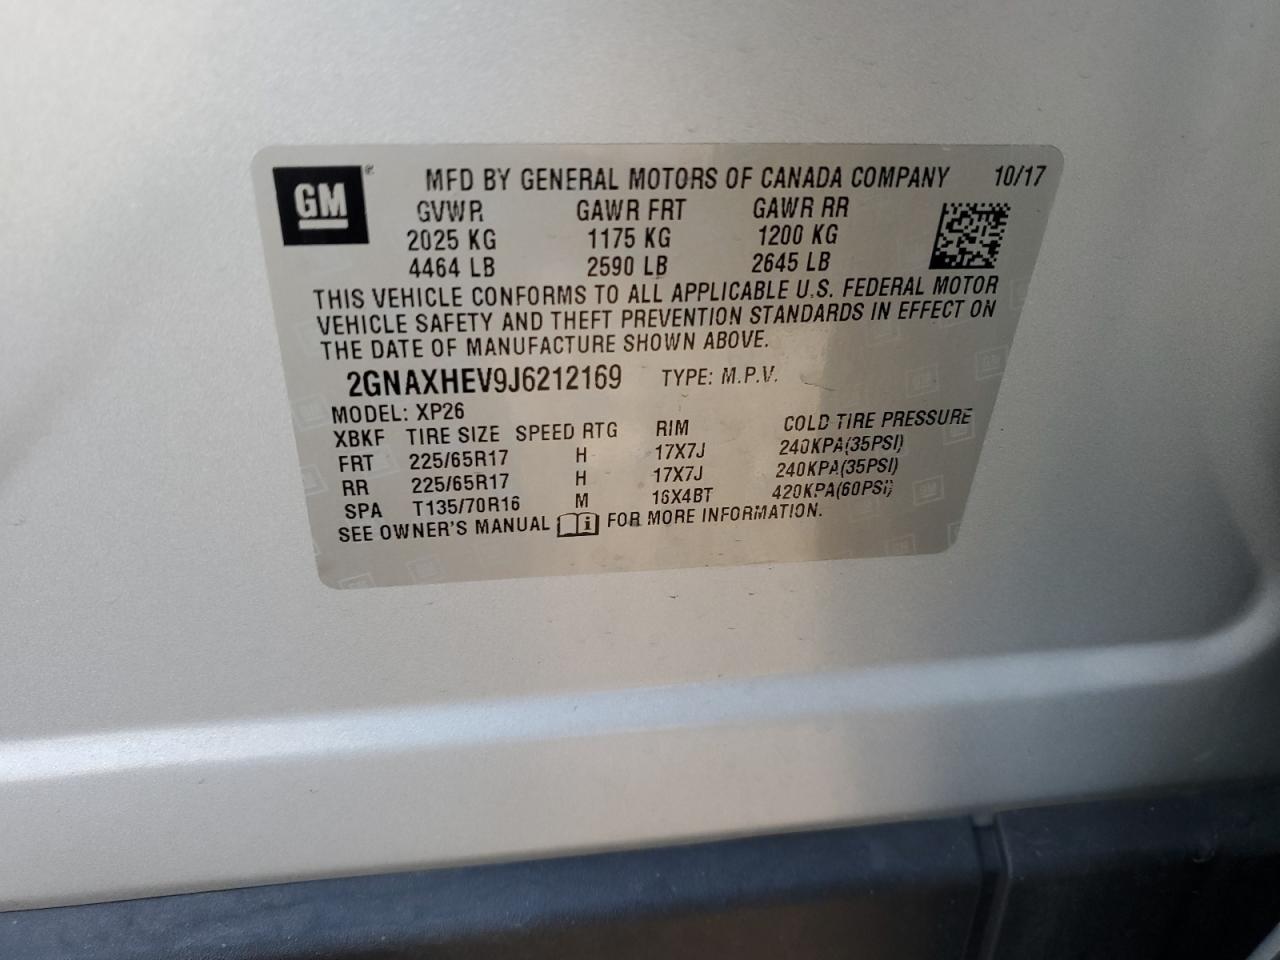 GM ® MFD BY GENERAL MOTORS OF CANADA COMPANY 10/17
GVWR GAWR FRT GAWR RR
2025 KG 1175 KG 1200 KG
4464 LB 2590 LB 2645 LB
THIS VEHICLE CONFORMS TO ALL APPLICABLE U.S. FEDERAL MOTOR
VEHICLE SAFETY AND THEFT PREVENTION STANDARDS IN EFFECT ON
THE DATE OF MANUFACTURE SHOWN ABOVE.
2GNAXHEV9J6212169 TYPE: M.P.V.
MODEL: XP26
XBKF TIRE SIZE SPEED RTG RIM COLD TIRE PRESSURE
FRT 225/65R17 H 17X7J 240KPA(35PSI)
RR 225/65R17 H 17X7J 240KPA(35PSI)
SPA T135/70R16 M 16X4BT 420KPA(60PSI)
SEE OWNER'S MANUAL i FOR MORE INFORMATION.